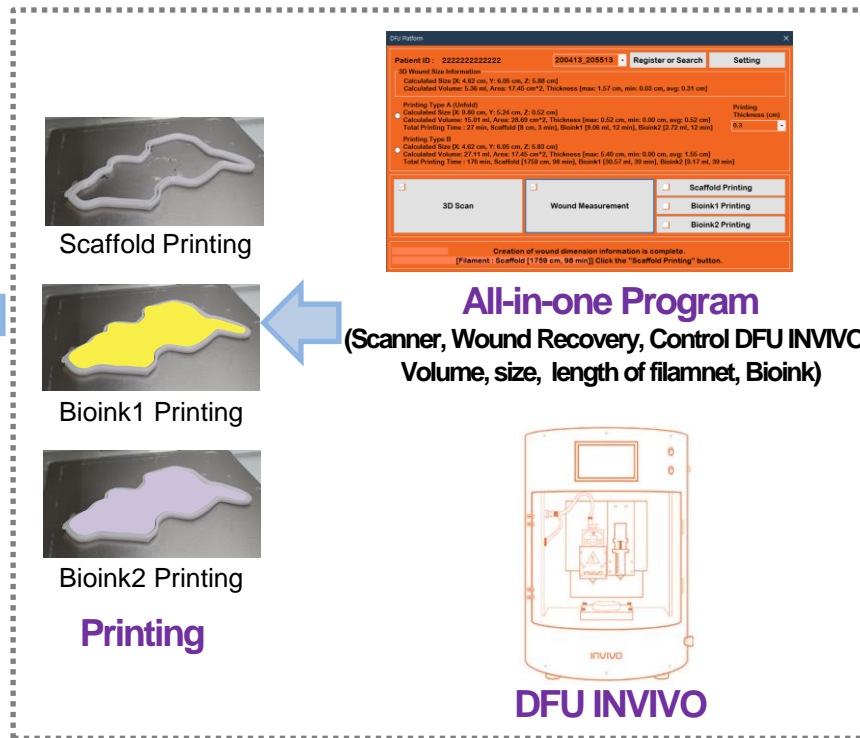 Scaffold Printing
Bioink1 Printing
Bioink2 Printing
Printing
DFU Platform
Patient ID : 2222222222222
200413_205513
Register or Search
Setting
3D Wound Size Information
Calculated Size [X: 4.62 cm, Y: 6.05 cm, Z: 5.88 cm]
Calculated Volume: 5.36 ml, Area: 17.45 cm^2, Thickness [max: 1.57 cm, min: 0.03 cm, avg: 0.31 cm]
Printing Type A (Unfold)
Calculated Size [X: 9.80 cm, Y: 5.24 cm, Z: 0.52 cm]
Calculated Volume: 15.01 ml, Area: 28.69 cm^2, Thickness [max: 0.52 cm, min: 0.00 cm, avg: 0.52 cm]
Total Printing Time : 27 min, Scaffold [8 cm, 3 min], Bioink1 [9.06 ml, 12 min], Bioink2 [2.72 ml, 12 min]
Printing
Thickness (cm)
0.3
Printing Type B
Calculated Size [X: 4.62 cm, Y: 6.05 cm, Z: 5.83 cm]
Calculated Volume: 27.11 ml, Area: 17.45 cm^2, Thickness [max: 5.40 cm, min: 0.00 cm, avg: 1.55 cm]
Total Printing Time : 176 min, Scaffold [1759 cm, 98 min], Bioink1 [30.57 ml, 39 min], Bioink2 [9.17 ml, 39 min]
3D Scan
Wound Measurement
Scaffold Printing
Bioink1 Printing
Bioink2 Printing
Creation of wound dimension information is complete.
[Filament : Scaffold [1759 cm, 98 min]] Click the "Scaffold Printing" button.
All-in-one Program
(Scanner, Wound Recovery, Control DFU INVIVO
Volume, size, length of filamnet, Bioink)
INVIVO
DFU INVIVO